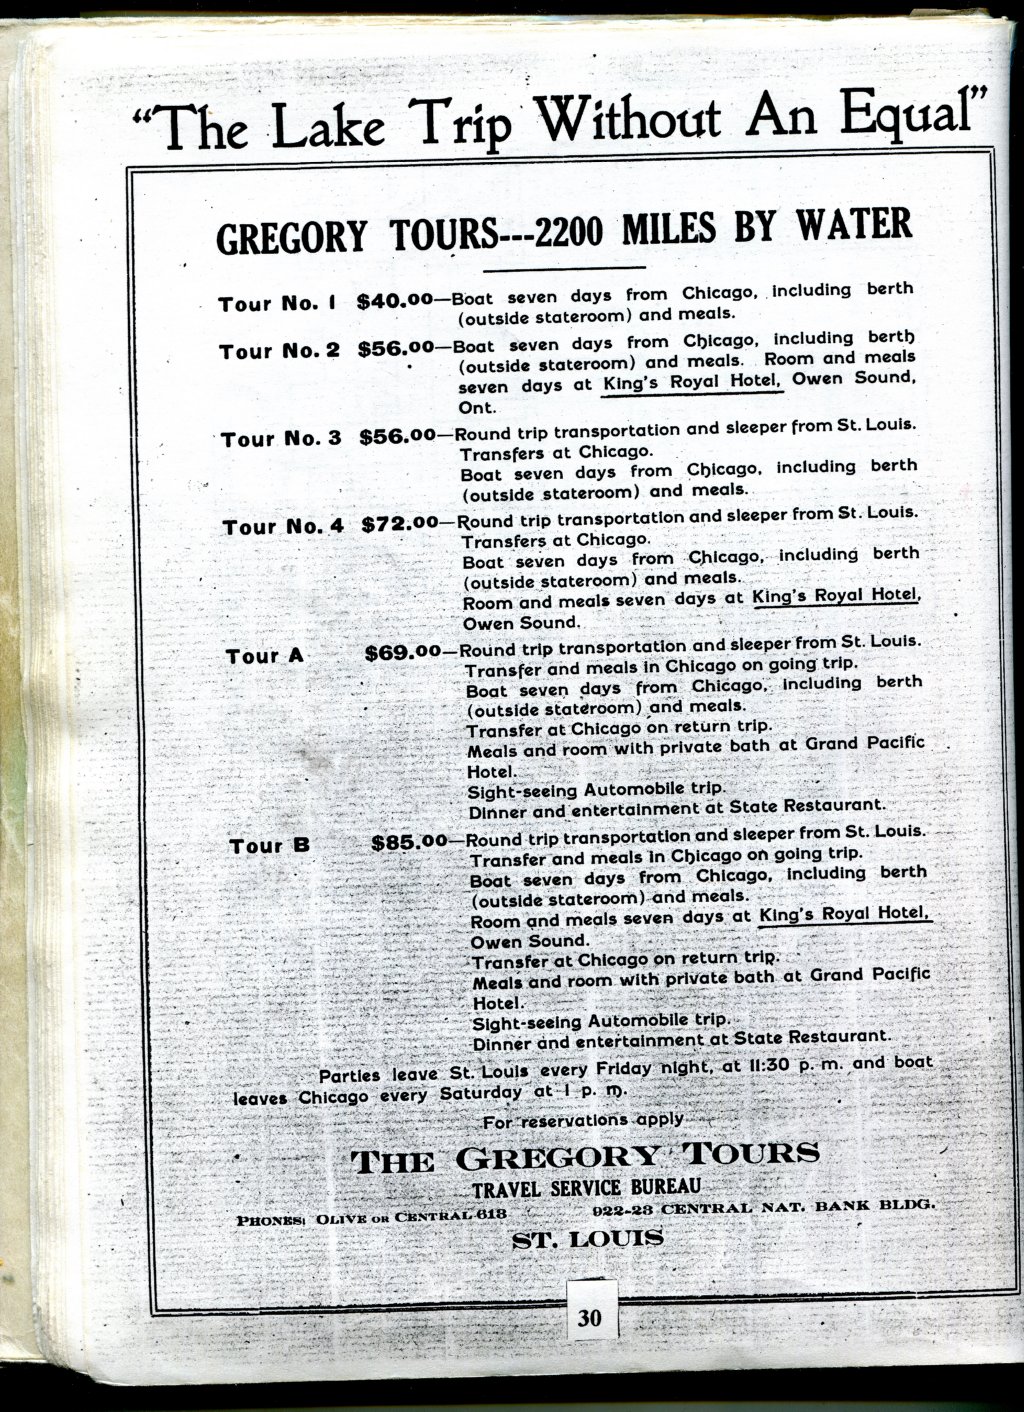 "The Lake Trip Without An Equal"
GREGORY TOURS---2200 MILES BY WATER
Tour No. 1 $40.00—Boat seven days from Chicago, including berth
(outside stateroom) and meals.
Tour No. 2 $56.00—Boat seven days from Chicago, including berth
(outside stateroom) and meals. Room and meals
seven days at King's Royal Hotel, Owen Sound,
Ont.
Tour No. 3 $56.00—Round trip transportation and sleeper from St. Louis.
Transfers at Chicago.
Boat seven days from Chicago, including berth
(outside stateroom) and meals.
Tour No. 4 $72.00—Round trip transportation and sleeper from St. Louis.
Transfers at Chicago.
Boat seven days from Chicago, including berth
(outside stateroom) and meals.
Room and meals seven days at King's Royal Hotel,
Owen Sound.
Tour A $69.00—Round trip transportation and sleeper from St. Louis.
Transfer and meals in Chicago on going trip.
Boat seven days from Chicago, including berth
(outside stateroom) and meals.
Transfer at Chicago on return trip.
Meals and room with private bath at Grand Pacific
Hotel.
Sight-seeing Automobile trip.
Dinner and entertainment at State Restaurant.
Tour B $85.00—Round trip transportation and sleeper from St. Louis.
Transfer and meals in Chicago on going trip.
Boat seven days from Chicago, including berth
(outside stateroom) and meals.
Room and meals seven days at King's Royal Hotel,
Owen Sound.
Transfer at Chicago on return trip.
Meals and room with private bath at Grand Pacific
Hotel.
Sight-seeing Automobile trip.
Dinner and entertainment at State Restaurant.
Parties leave St. Louis every Friday night, at 11:30 p. m. and boat
leaves Chicago every Saturday at 1 p. m.
For reservations apply
THE GREGORY TOURS
TRAVEL SERVICE BUREAU
PHONES: OLIVE OR CENTRAL 618 922-23 CENTRAL NAT. BANK BLDG.
ST. LOUIS
30